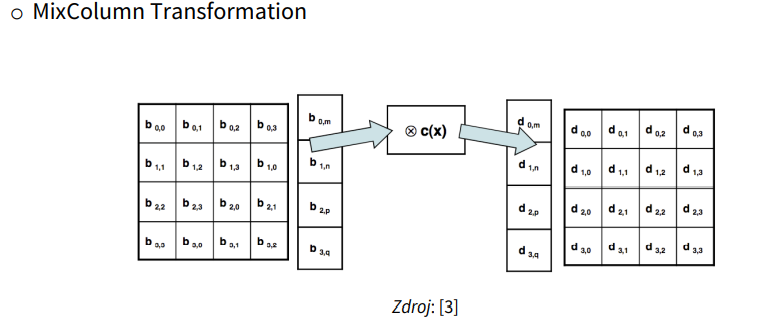 ○ MixColumn Transformation
b 0,0 b 0,1 b 0,2 b 0,3 b 0,m ⊗ c(x) d 0,m d 0,0 d 0,1 d 0,2 d 0,3
b 1,1 b 1,2 b 1,3 b 1,0 b 1,n d 1,n d 1,0 d 1,1 d 1,2 d 1,3
b 2,2 b 2,3 b 2,0 b 2,1 b 2,p d 2,p d 2,0 d 2,1 d 2,2 d 2,3
b 3,3 b 3,0 b 3,1 b 3,2 b 3,q d 3,q d 3,0 d 3,1 d 3,2 d 3,3
Zdroj: [3]